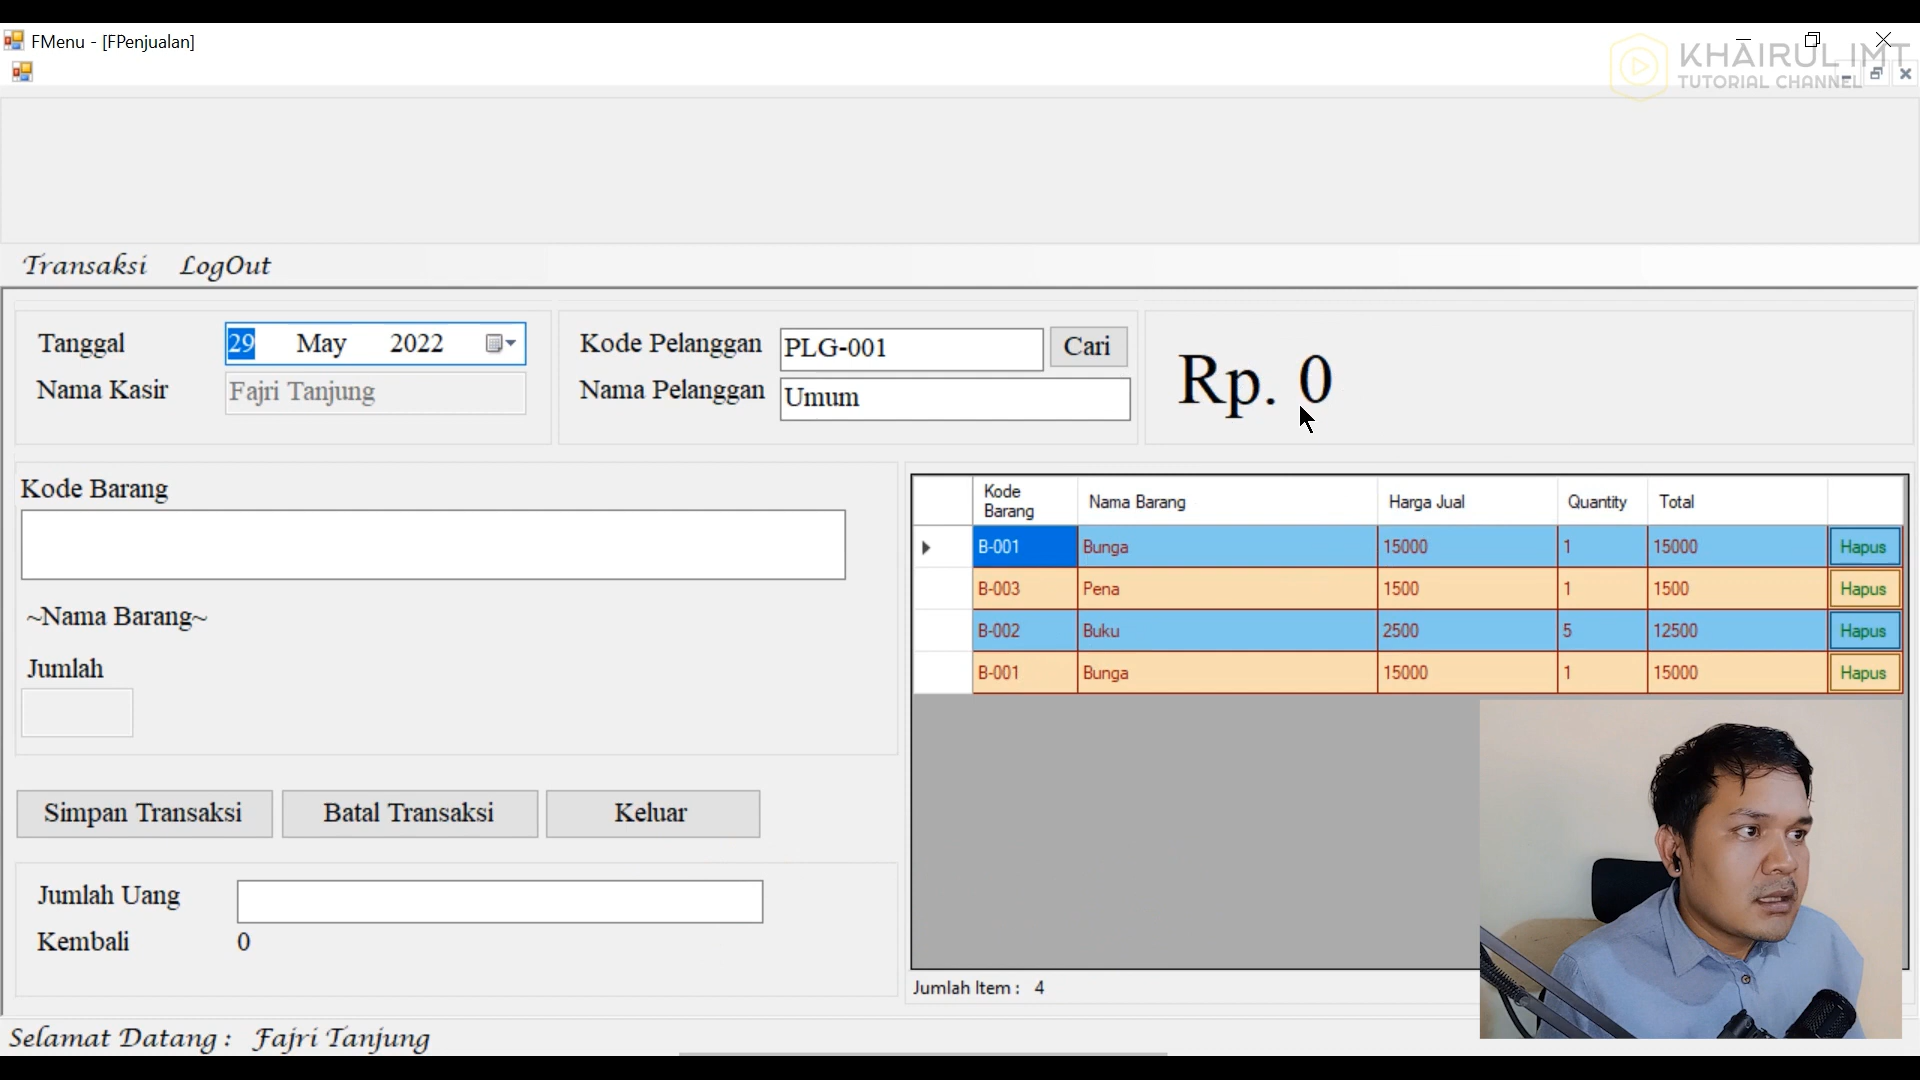 FMenu - [FPenjualan]
KHAIRUL IMT
TUTORIAL CHANNEL
Transaksi LogOut
Tanggal 29 May 2022
Nama Kasir Fajri Tanjung
Kode Pelanggan PLG-001 Cari
Nama Pelanggan Umum
Rp. 0
Kode Barang
~Nama Barang~
Jumlah
Simpan Transaksi Batal Transaksi Keluar
Jumlah Uang
Kembali 0
Kode Barang Nama Barang Harga Jual Quantity Total
B-001 Bunga 15000 1 15000 Hapus
B-003 Pena 1500 1 1500 Hapus
B-002 Buku 2500 5 12500 Hapus
B-001 Bunga 15000 1 15000 Hapus
Jumlah Item : 4
Selamat Datang : Fajri Tanjung